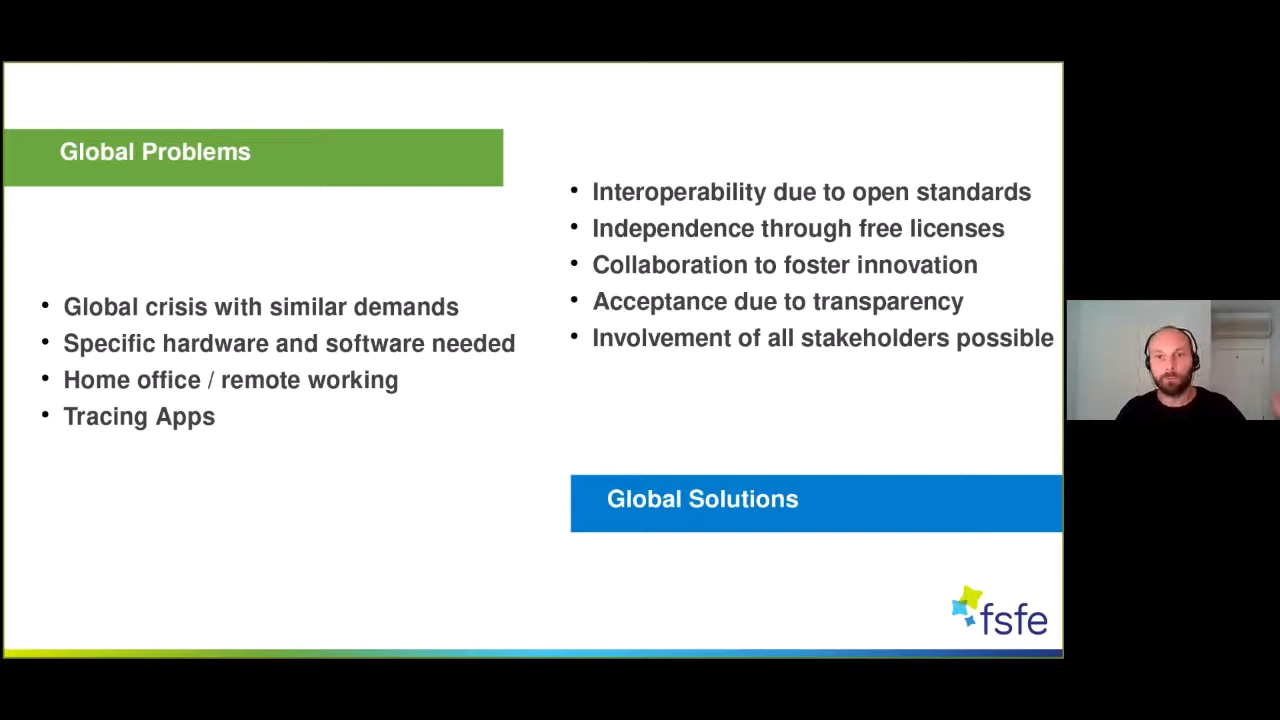 Global Problems
• Global crisis with similar demands
• Specific hardware and software needed
• Home office / remote working
• Tracing Apps
• Interoperability due to open standards
• Independence through free licenses
• Collaboration to foster innovation
• Acceptance due to transparency
• Involvement of all stakeholders possible
Global Solutions
fsfe